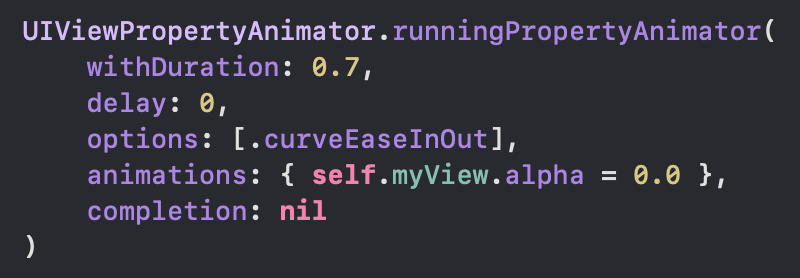 UIViewPropertyAnimator.runningPropertyAnimator(
    withDuration: 0.7,
    delay: 0,
    options: [.curveEaseInOut],
    animations: { self.myView.alpha = 0.0 },
    completion: nil
)